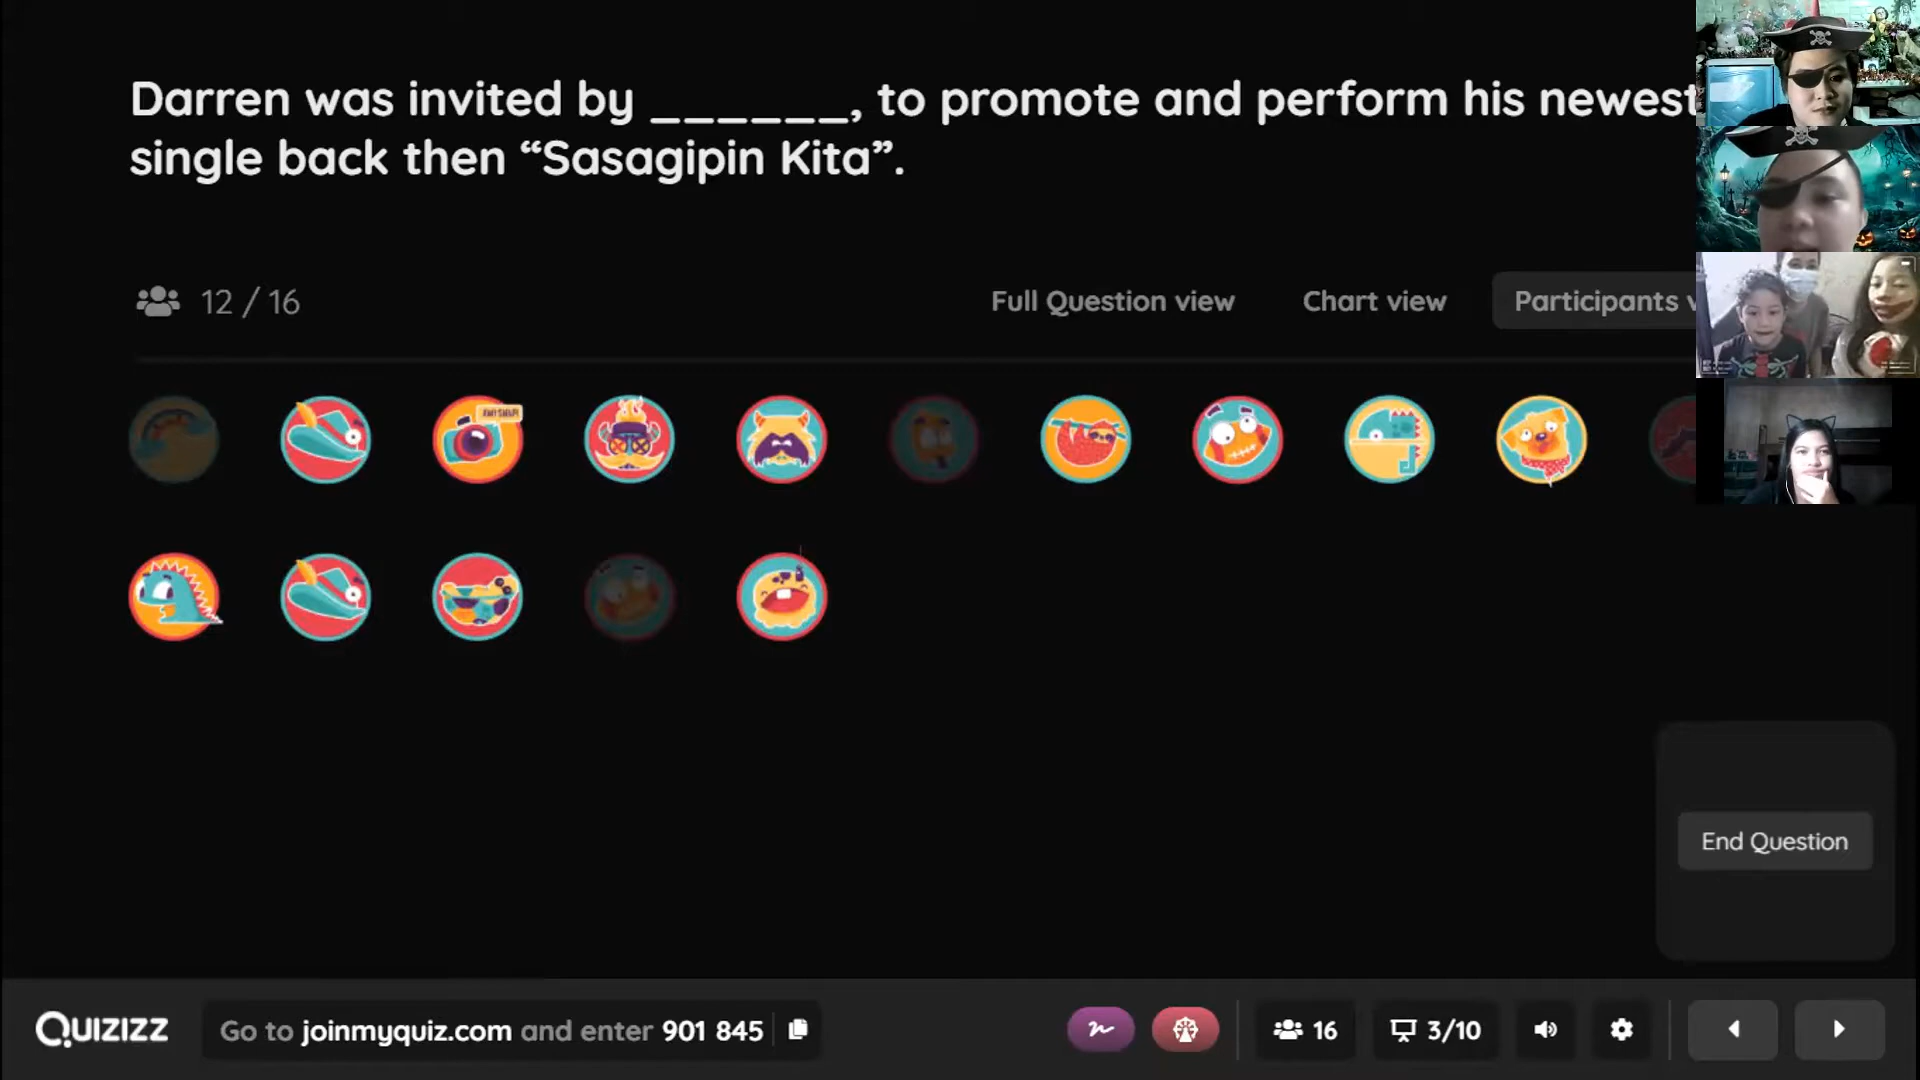 Darren was invited by ______, to promote and perform his newest
single back then “Sasagipin Kita”.
12 / 16
Full Question view
Chart view
Participants v
End Question
QUIZIZZ
Go to joinmyquiz.com and enter 901 845
16
3/10